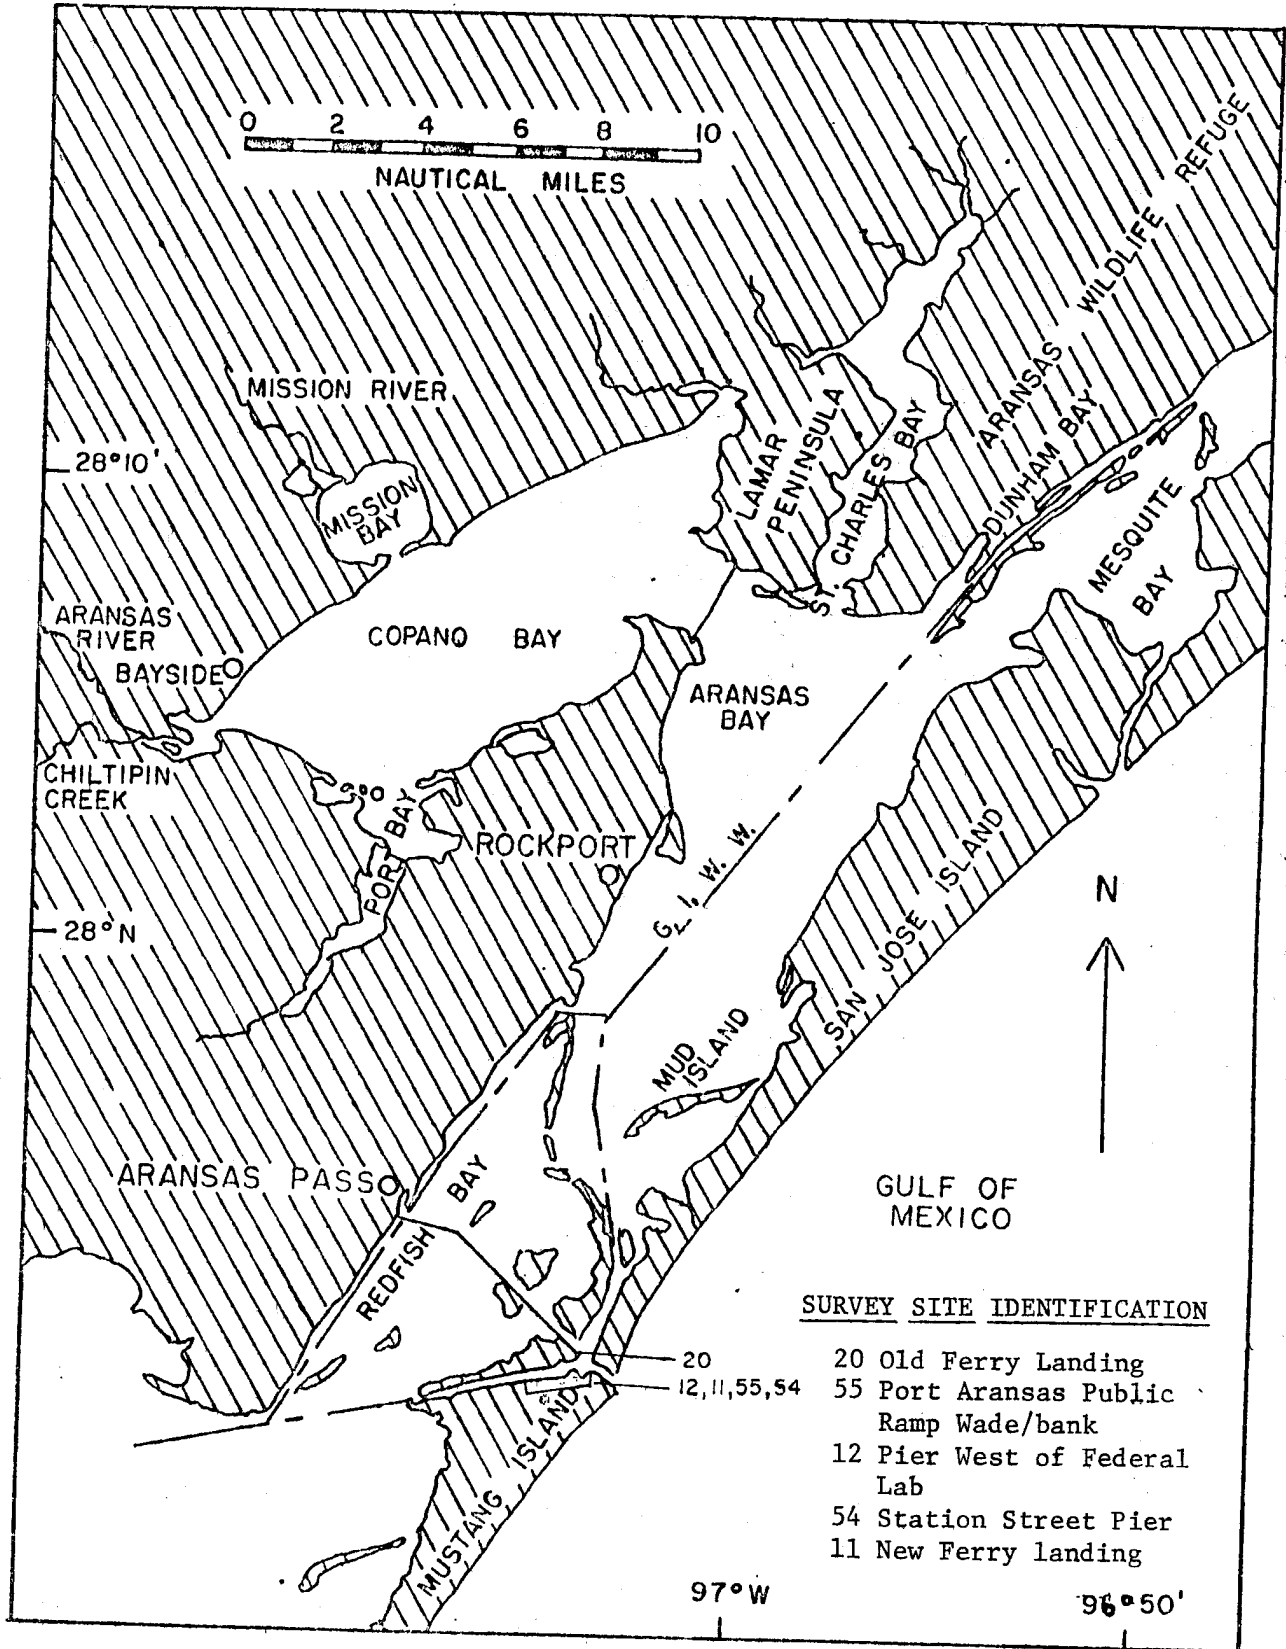 0 2 4 6 8 10
NAUTICAL MILES
ARANSAS WILDLIFE REFUGE
MISSION RIVER
28°10'
MISSION
BAY
LAMAR
PENINSULA
ST. CHARLES BAY
DUNHAM BAY
MESQUITE
BAY
ARANSAS
RIVER
BAYSIDE
COPANO BAY
ARANSAS
BAY
CHILTIPIN
CREEK
PORT BAY
ROCKPORT
G. I. W. W.
SAN JOSE ISLAND
N
28°N
MUD
ISLAND
ARANSAS PASS
REDFISH BAY
GULF OF
MEXICO
SURVEY SITE IDENTIFICATION
20
12,11,55,54
20 Old Ferry Landing
55 Port Aransas Public
Ramp Wade/bank
12 Pier West of Federal
Lab
54 Station Street Pier
11 New Ferry landing
MUSTANG ISLAND
97°W
96°50'